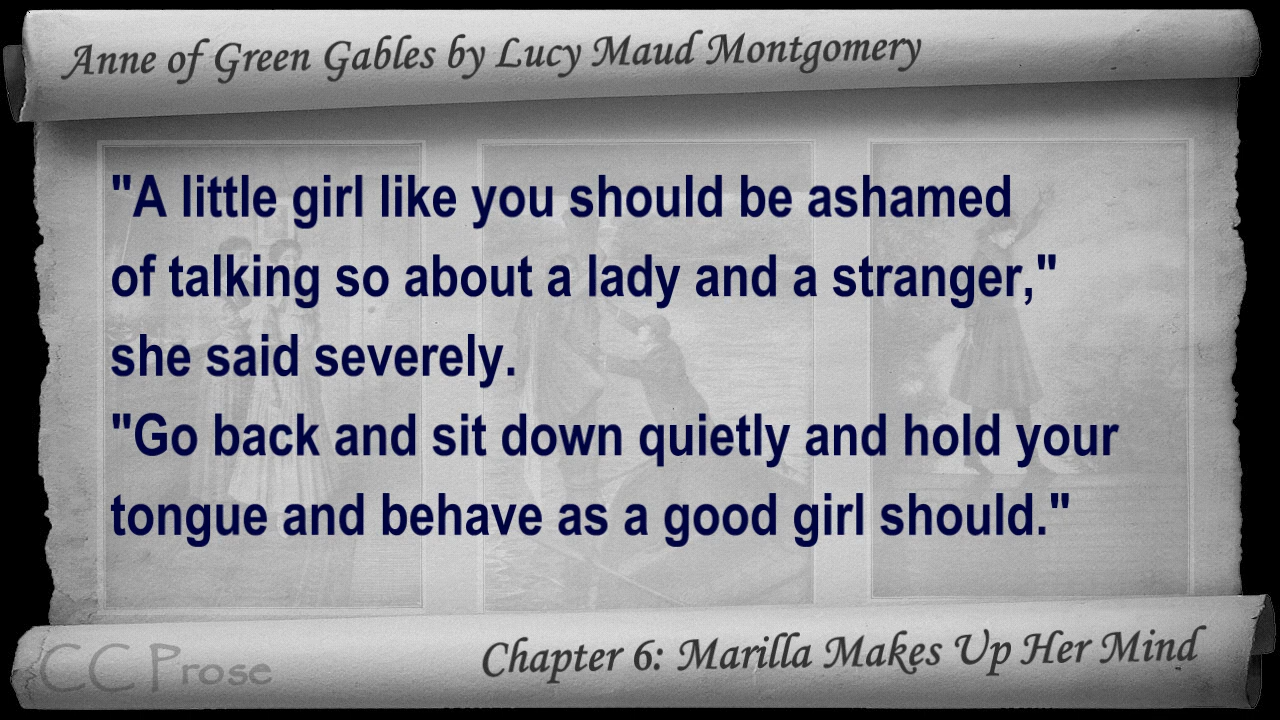 Anne of Green Gables by Lucy Maud Montgomery
"A little girl like you should be ashamed
of talking so about a lady and a stranger,"
she said severely.
"Go back and sit down quietly and hold your
tongue and behave as a good girl should."
CC Prose
Chapter 6: Marilla Makes Up Her Mind